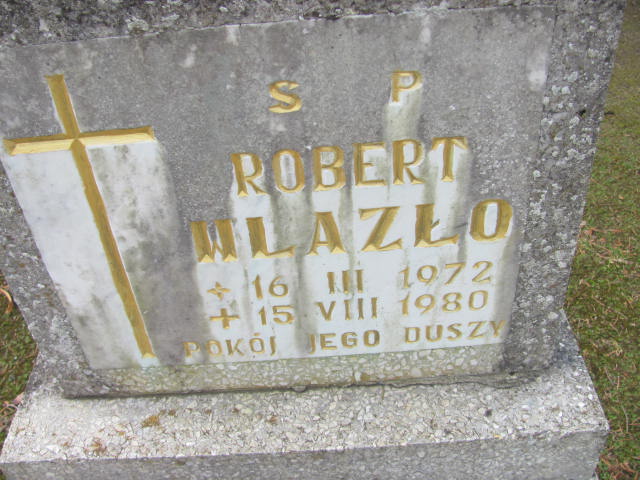 S P
ROBERT
WLAZŁO
* 16 III 1972
+ 15 VIII 1980
POKÓJ JEGO DUSZY